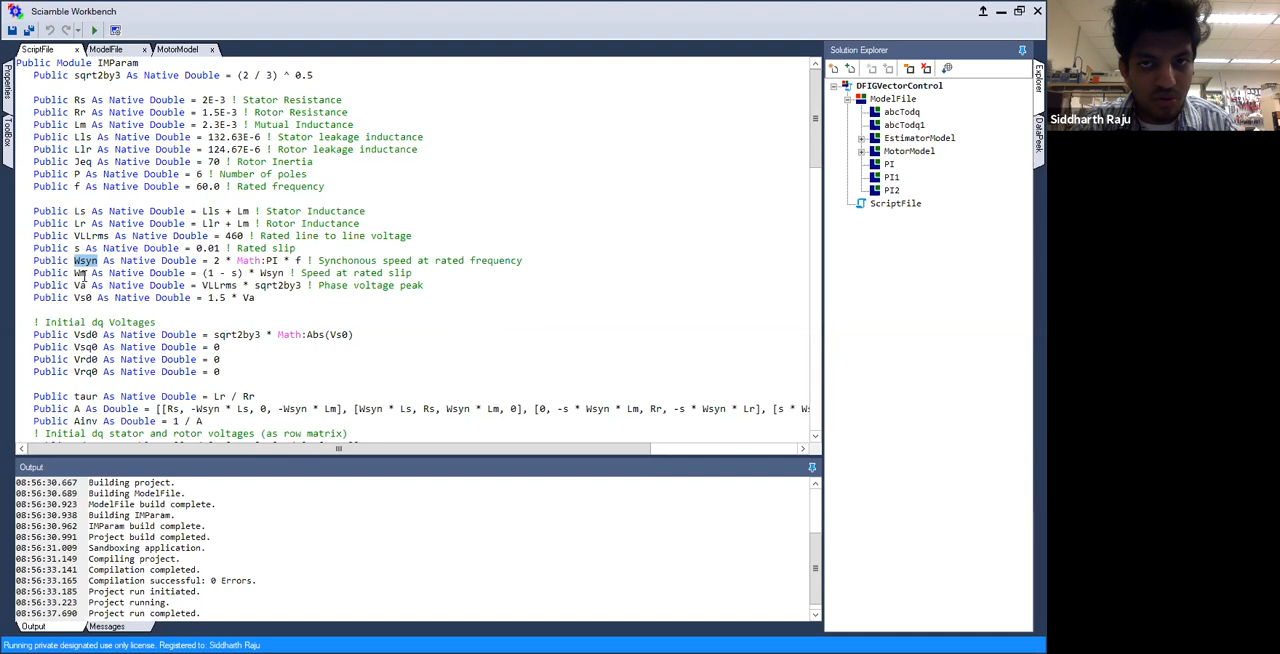 Sciamble Workbench
ScriptFile x ModelFile x MotorModel x
Public Module IMParam
Public sqrt2by3 As Native Double = (2 / 3) ^ 0.5
Public Rs As Native Double = 2E-3 ! Stator Resistance
Public Rr As Native Double = 1.5E-3 ! Rotor Resistance
Public Lm As Native Double = 2.3E-3 ! Mutual Inductance
Public Lls As Native Double = 132.63E-6 ! Stator leakage inductance
Public Llr As Native Double = 124.67E-6 ! Rotor leakage inductance
Public Jeq As Native Double = 70 ! Rotor Inertia
Public P As Native Double = 6 ! Number of poles
Public f As Native Double = 60.0 ! Rated frequency
Public Ls As Native Double = Lls + Lm ! Stator Inductance
Public Lr As Native Double = Llr + Lm ! Rotor Inductance
Public VLLrms As Native Double = 460 ! Rated line to line voltage
Public s As Native Double = 0.01 ! Rated slip
Public Wsyn As Native Double = 2 * Math:PI * f ! Synchonous speed at rated frequency
Public Wm As Native Double = (1 - s) * Wsyn ! Speed at rated slip
Public Va As Native Double = VLLrms * sqrt2by3 ! Phase voltage peak
Public Vs0 As Native Double = 1.5 * Va
! Initial dq Voltages
Public Vsd0 As Native Double = sqrt2by3 * Math:Abs(Vs0)
Public Vsq0 As Native Double = 0
Public Vrd0 As Native Double = 0
Public Vrq0 As Native Double = 0
Public taur As Native Double = Lr / Rr
Public A As Double = [[Rs, -Wsyn * Ls, 0, -Wsyn * Lm], [Wsyn * Ls, Rs, Wsyn * Lm, 0], [0, -s * Wsyn * Lm, Rr, -s * Wsyn * Lr], [s * W
Public Ainv As Double = 1 / A
! Initial dq stator and rotor voltages (as row matrix)
Output
08:56:30.667 Building project.
08:56:30.689 Building ModelFile.
08:56:30.923 ModelFile build complete.
08:56:30.938 Building IMParam.
08:56:30.962 IMParam build complete.
08:56:30.991 Project build completed.
08:56:31.009 Sandboxing application.
08:56:31.149 Compiling project.
08:56:33.141 Compilation completed.
08:56:33.165 Compilation successful: 0 Errors.
08:56:33.185 Project run initiated.
08:56:33.223 Project running.
08:56:37.690 Project run completed.
Output Messages
Running private designated use only license. Registered to: Siddharth Raju
Properties
ToolBox
Solution Explorer
DFIGVectorControl
ModelFile
abcTodq
abcTodq1
EstimatorModel
MotorModel
PI
PI1
PI2
ScriptFile
Explorer
DataPeek
Siddharth Raju